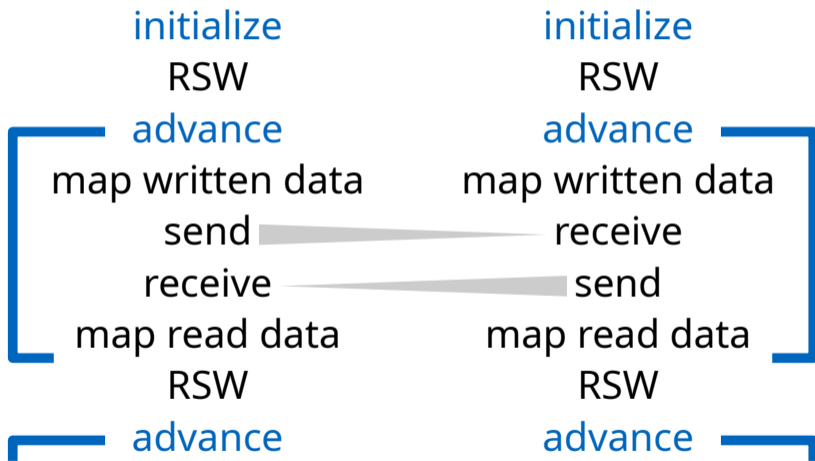 initialize initialize
RSW RSW
advance advance
map written data map written data
send receive
receive send
map read data map read data
RSW RSW
advance advance